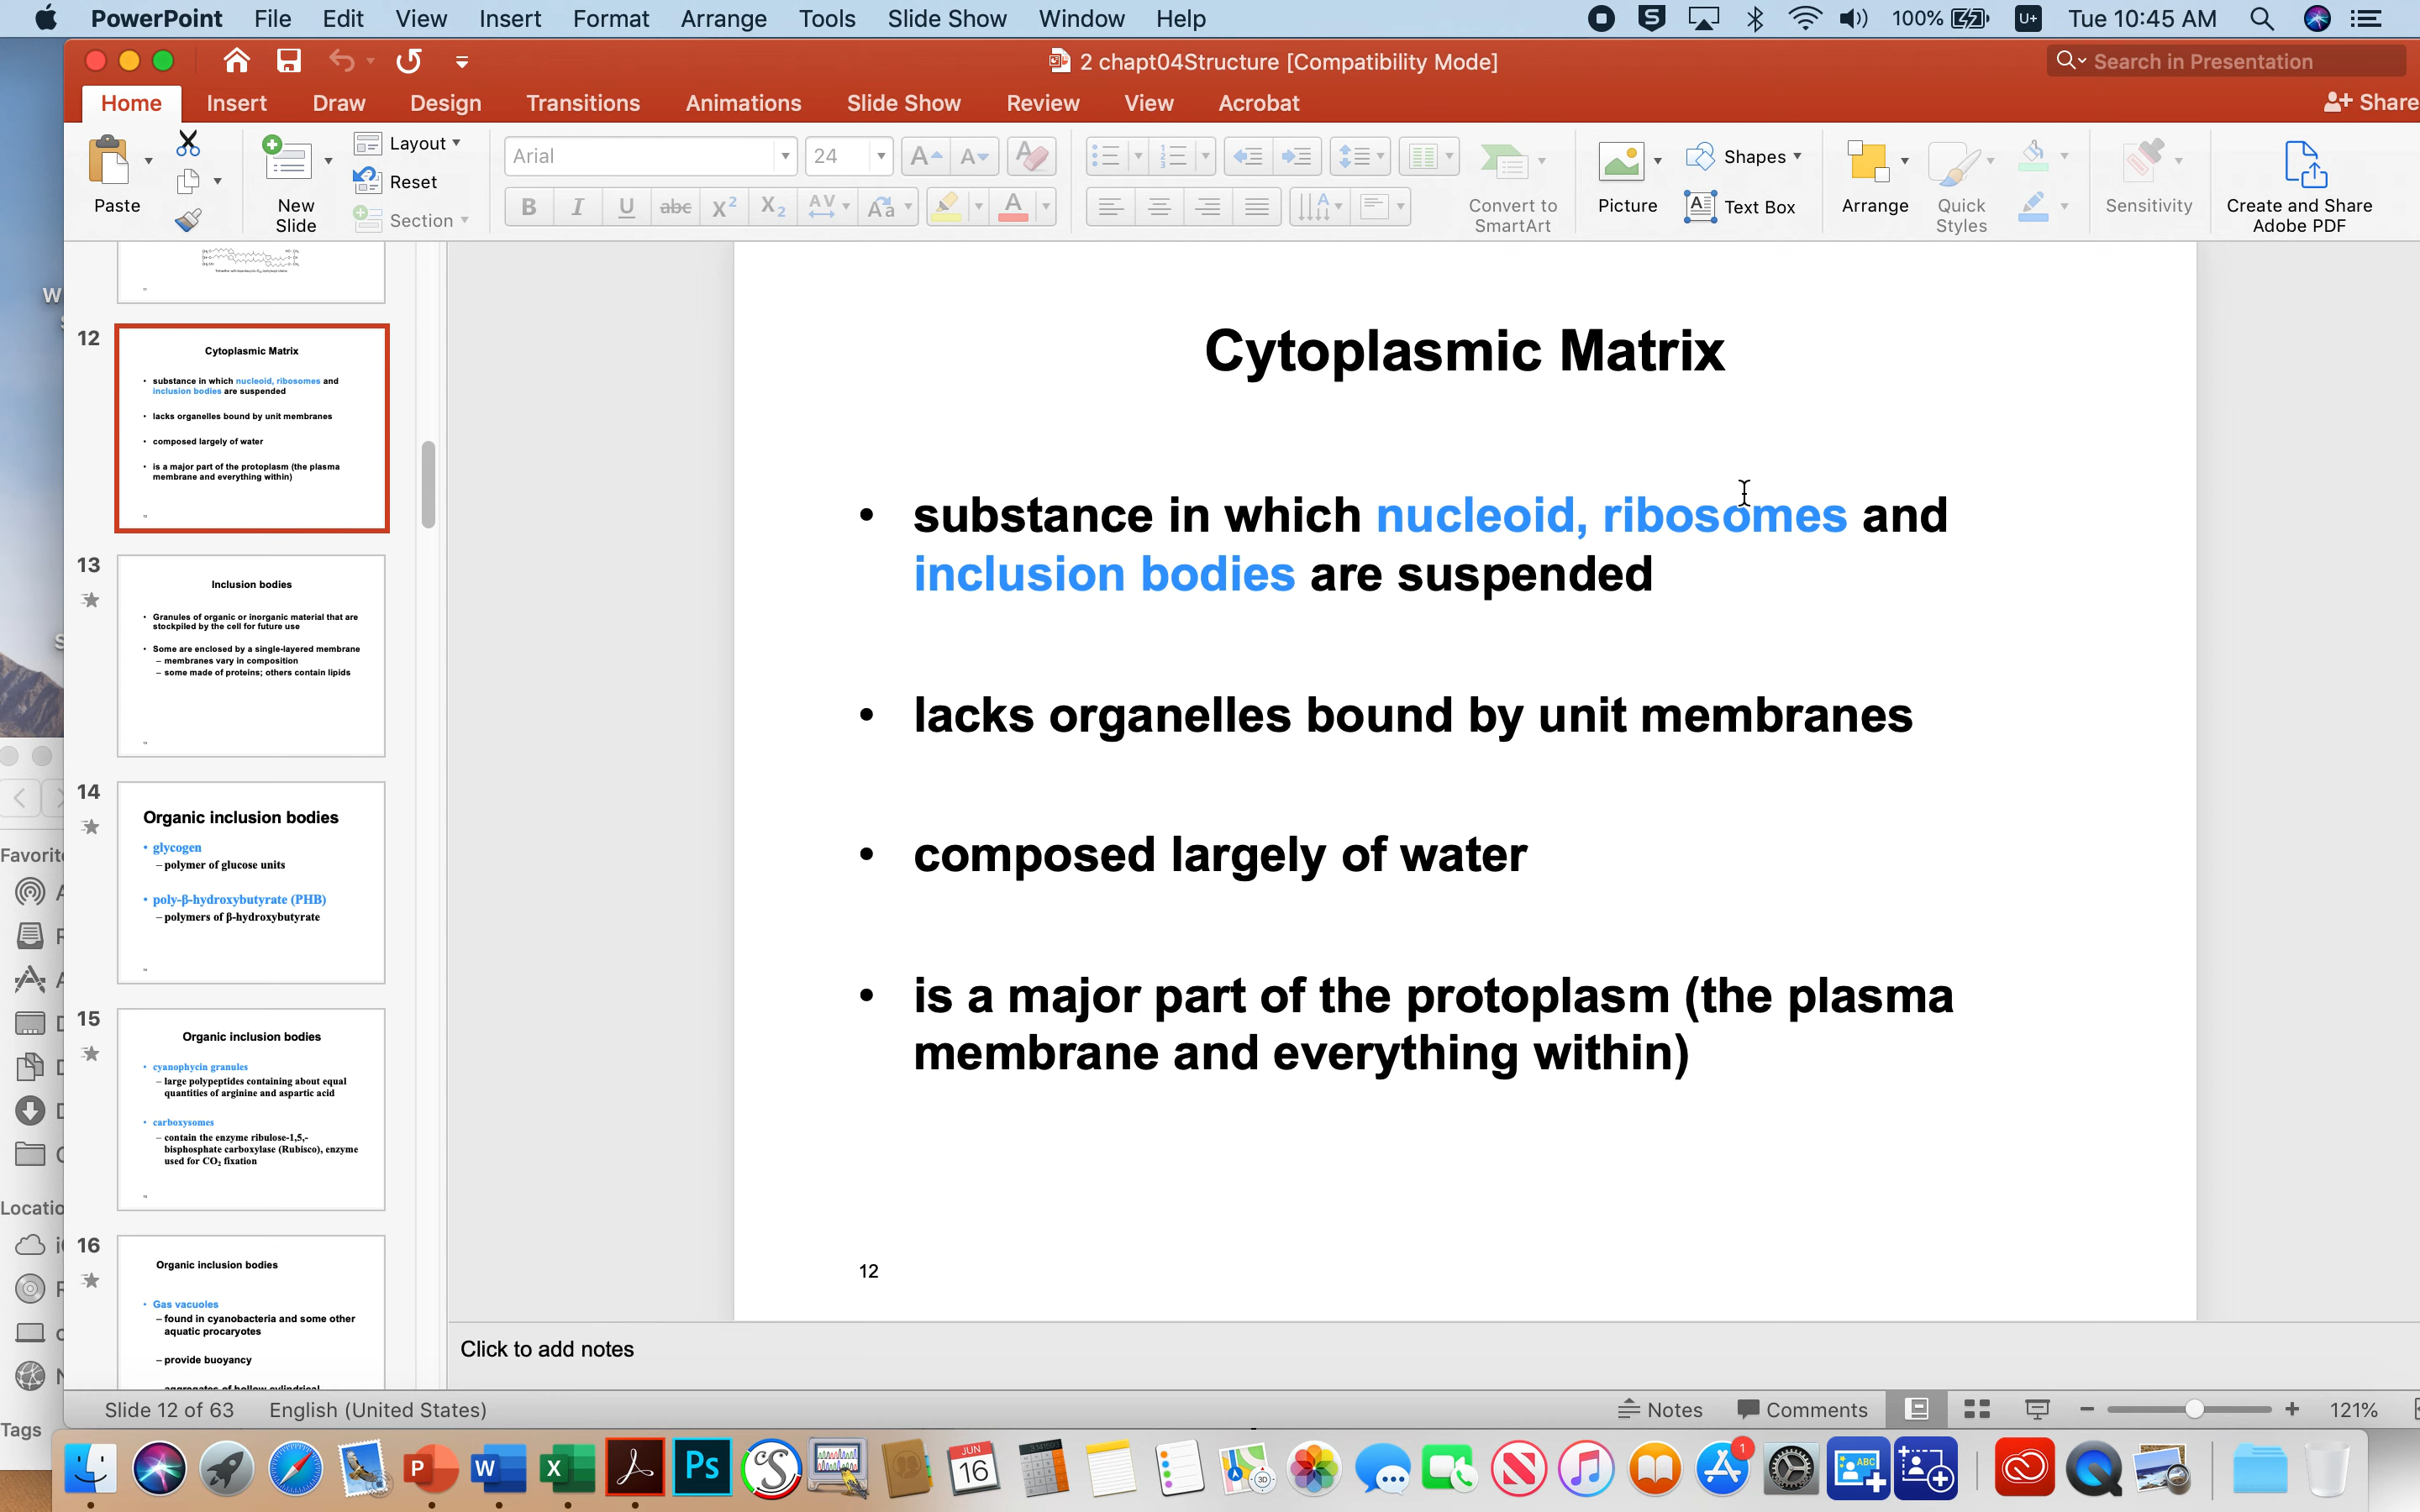 PowerPoint File Edit View Insert Format Arrange Tools Slide Show Window Help 100% U+ Tue 10:45 AM
2 chapt04Structure [Compatibility Mode]
Search in Presentation
Home Insert Draw Design Transitions Animations Slide Show Review View Acrobat Share
Paste
New
Slide
Layout
Reset
Section
Arial
24
Convert to
SmartArt
Picture
Shapes
Text Box
Arrange
Quick
Styles
Sensitivity
Create and Share
Adobe PDF
12
Cytoplasmic Matrix
• substance in which nucleoid, ribosomes and
inclusion bodies are suspended
• lacks organelles bound by unit membranes
• composed largely of water
• is a major part of the protoplasm (the plasma
membrane and everything within)
13
Inclusion bodies
• Granules of organic or inorganic material that are
stockpiled by the cell for future use
• Some are enclosed by a single-layered membrane
– membranes vary in composition
– some made of proteins; others contain lipids
14
Organic inclusion bodies
• glycogen
– polymer of glucose units
• poly-β-hydroxybutyrate (PHB)
– polymers of β-hydroxybutyrate
15
Organic inclusion bodies
• cyanophycin granules
– large polypeptides containing about equal
quantities of arginine and aspartic acid
• carboxysomes
– contain the enzyme ribulose-1,5,-
bisphosphate carboxylase (Rubisco), enzyme
used for CO₂ fixation
16
Organic inclusion bodies
• Gas vacuoles
– found in cyanobacteria and some other
aquatic procaryotes
– provide buoyancy
Cytoplasmic Matrix
• substance in which nucleoid, ribosomes and
inclusion bodies are suspended
• lacks organelles bound by unit membranes
• composed largely of water
• is a major part of the protoplasm (the plasma
membrane and everything within)
12
Click to add notes
Slide 12 of 63 English (United States) Notes Comments 121%
Tags
JUN
16
1